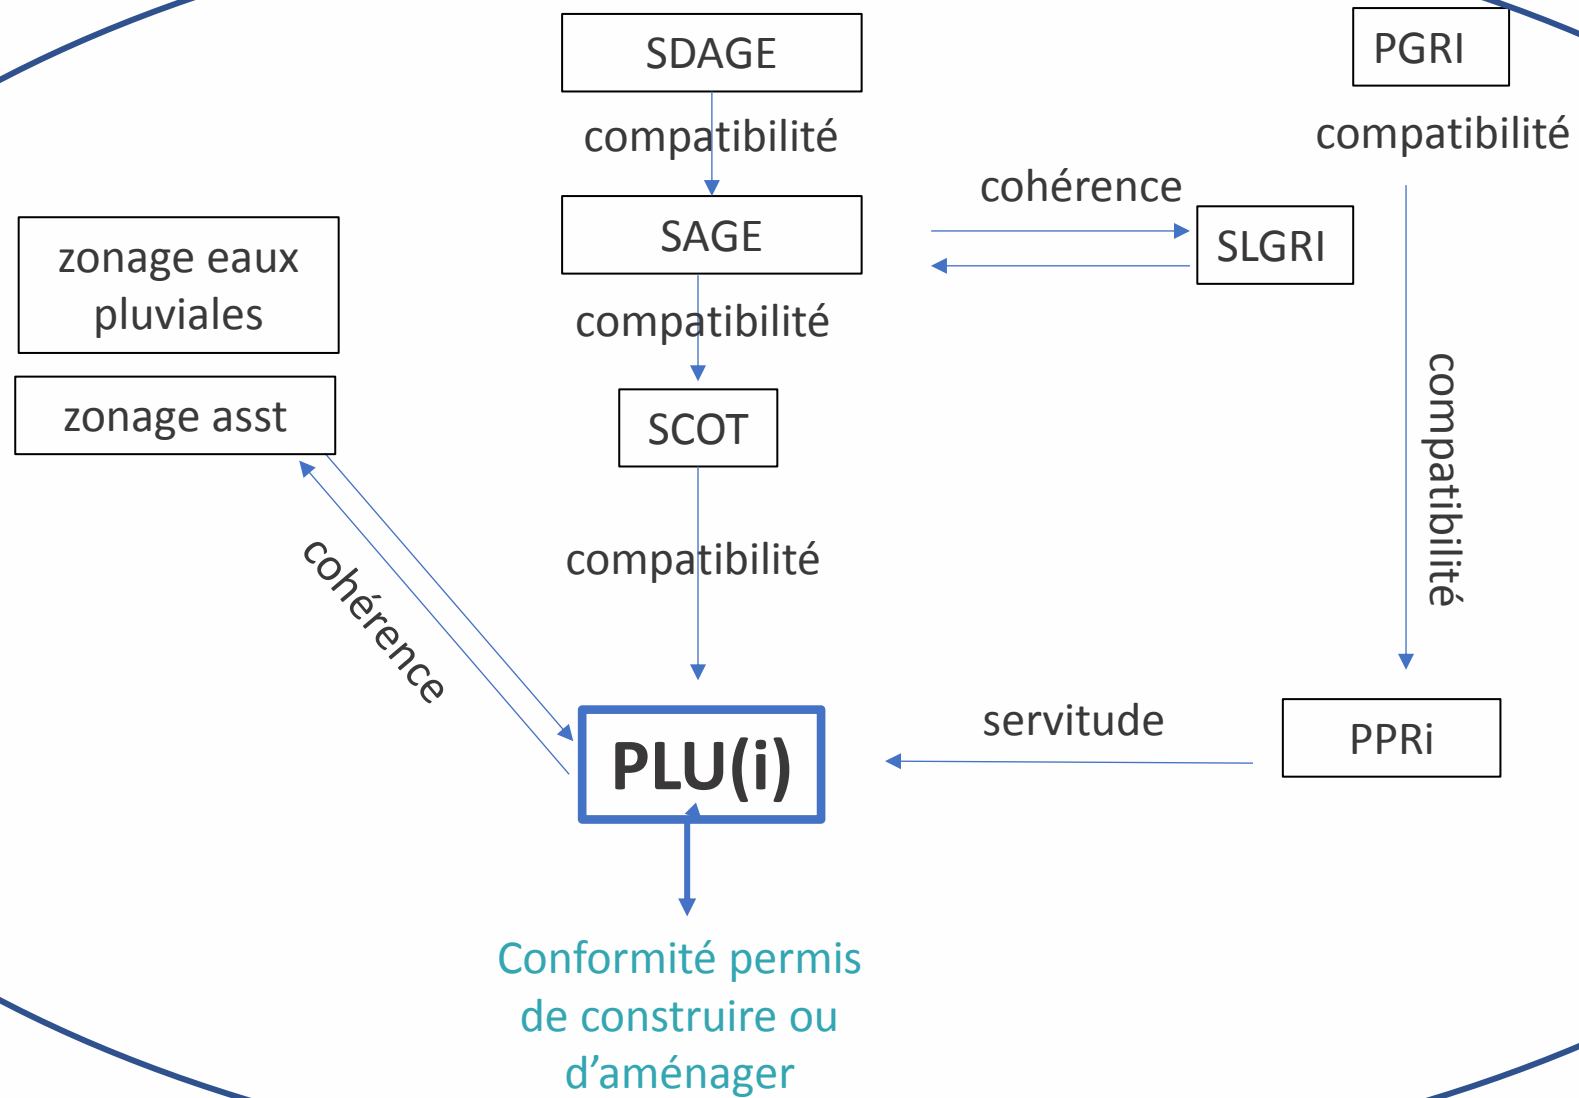 SDAGE
PGRI
compatibilité
compatibilité
cohérence
SAGE
SLGRI
zonage eaux
pluviales
compatibilité
zonage asst
SCOT
compatibilité
compatibilité
cohérence
servitude
PLU(i)
PPRi
Conformité permis
de construire ou
d’aménager